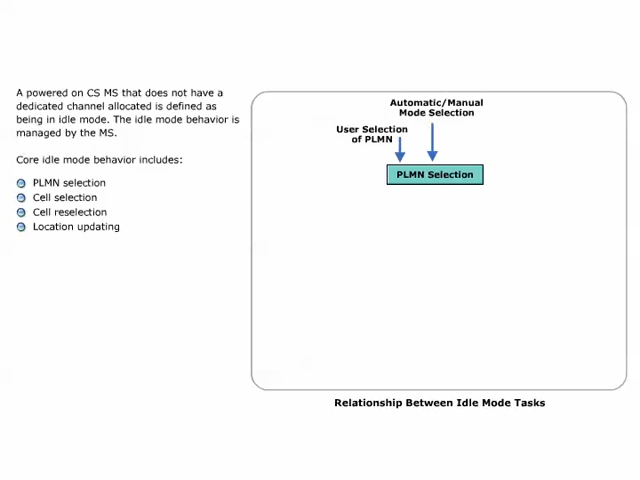 A powered on CS MS that does not have a
dedicated channel allocated is defined as
being in idle mode. The idle mode behavior is
managed by the MS.
Core idle mode behavior includes:
PLMN selection
Cell selection
Cell reselection
Location updating
Automatic/Manual
Mode Selection
User Selection
of PLMN
PLMN Selection
Relationship Between Idle Mode Tasks